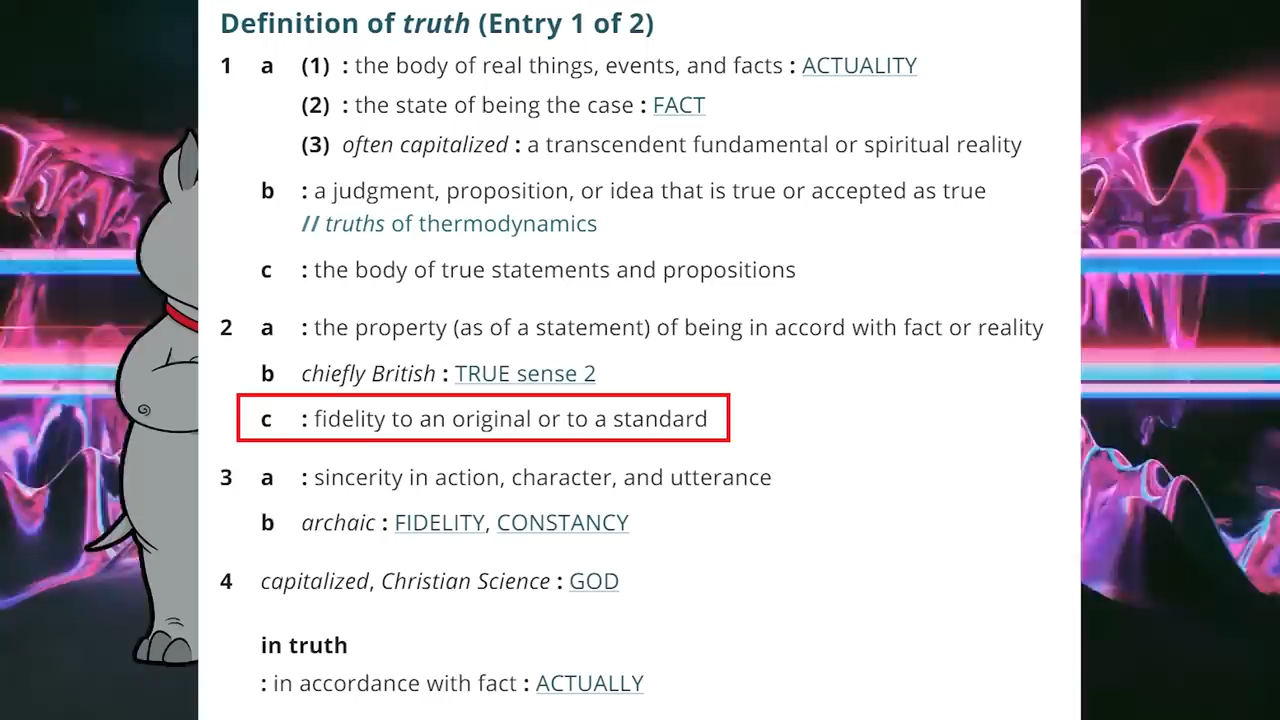 Definition of truth (Entry 1 of 2)
1 a (1) : the body of real things, events, and facts : ACTUALITY
(2) : the state of being the case : FACT
(3) often capitalized : a transcendent fundamental or spiritual reality
b : a judgment, proposition, or idea that is true or accepted as true
// truths of thermodynamics
c : the body of true statements and propositions
2 a : the property (as of a statement) of being in accord with fact or reality
b chiefly British : TRUE sense 2
c : fidelity to an original or to a standard
3 a : sincerity in action, character, and utterance
b archaic : FIDELITY, CONSTANCY
4 capitalized, Christian Science : GOD
in truth
: in accordance with fact : ACTUALLY